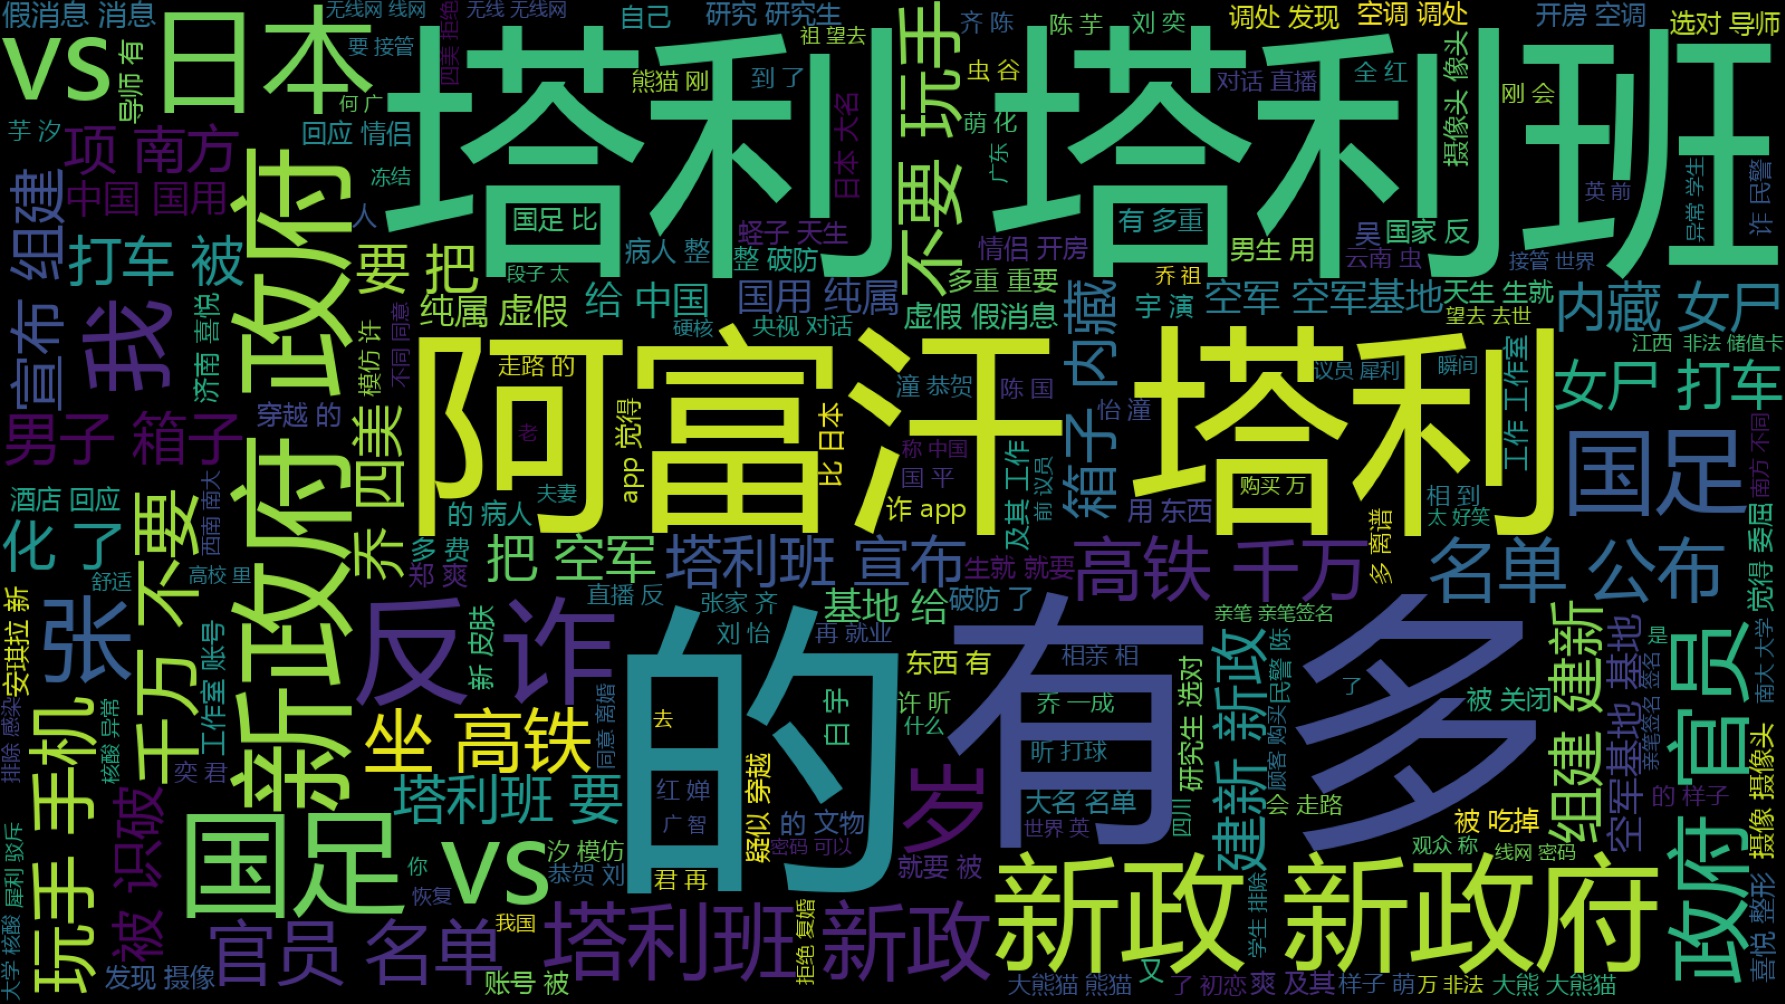 假消息 消息
无线网 线网
无线 无线网
自己
研究 研究生
齐 陈
陈 芋
刘 奕
调处 发现
空调 调处
开房 空调
选对 导师
vs 日本
导师 有
要 接管
四美 拒绝
祖 望去
塔利 塔利班
熊猫 刚
到 了
不要 玩手
虫 谷
对话 直播
全 红
摄像头 像头
刚 会
何 广
芋 汐
项 南方
回应 情侣
日本 大名
萌 化
广东
中国 国用
冻结
人
国足 比
有 多重
英 前
异常 学生
诈 民警
宣布 组建
打车 被
新政府 政府
要 把
病人 整
蛏子 天生
整 破防
情侣 开房
男生 用
吴
国家 反
云南 虫
接管 世界
段子 太
多重 重要
乔 祖
我
济南 喜悦
模仿 许
不同 同意
纯属 虚假
给 中国
国用 纯属
虚假 假消息
箱子 内藏
宇 演
空军 空军基地
天生 生就
内藏 女尸
硬核
央视 对话
望去 去世
江西
非法 储值卡
阿富汗 塔利
走路 的
议员 犀利
瞬间
工作 工作室
女尸 打车
穿越 的
潼 恭贺
陈 国
怡 潼
男子 箱子
乔 四美
老
app 觉得
比 日本
称 中国
国 平
及其 工作
前 议员
国足
南方 不同
酒店 回应
西南 南大
夫妻
购买 万
相 到
太 好笑
诈 app
用 东西
化 了
千万 不要
的 病人
多 费
郑 爽
把 空军
塔利班 宣布
生就 就要
高铁 千万
多 离谱
名单 公布
觉得 委屈
舒适
高校 里
直播 反
张家 齐
基地 给
破防 了
亲笔 亲笔签名
安琪拉 新
张
工作室 账号
反诈
新 皮肤
刘 怡
再 就业
的
有 多
东西 有
相亲 相
建新 新政
民警 陈
组建 建新
空军基地 基地
是
政府 官员
南大 大学
选对
研究生
了
许 昕
什么
乔 一成
被 关闭
亲笔签名 签名
玩手 手机
坐 高铁
同意 离婚
去
白 宇
昕 打球
顾客 购买
排除 感染
核酸 异常
奕 君
被 识破
塔利班 要
疑似 穿越
红 婵
广 智
的 文物
密码 可以
岁
大名 名单
世界 英
四川
会 走路
被 吃掉
的 样子
摄像 摄像头
国足 vs
汐 模仿
恭贺 刘
君 再
就要 被
观众 称
线网 密码
你
恢复
新政 新政府
大学 核酸
犀利 驳斥
官员 名单
我国
塔利班 新政
拒绝 复婚
学生 排除
喜悦 整形
发现 摄像
账号 被
大熊猫 熊猫
又
了 初恋
爽 及其
样子 萌
万 非法
大熊 大熊猫